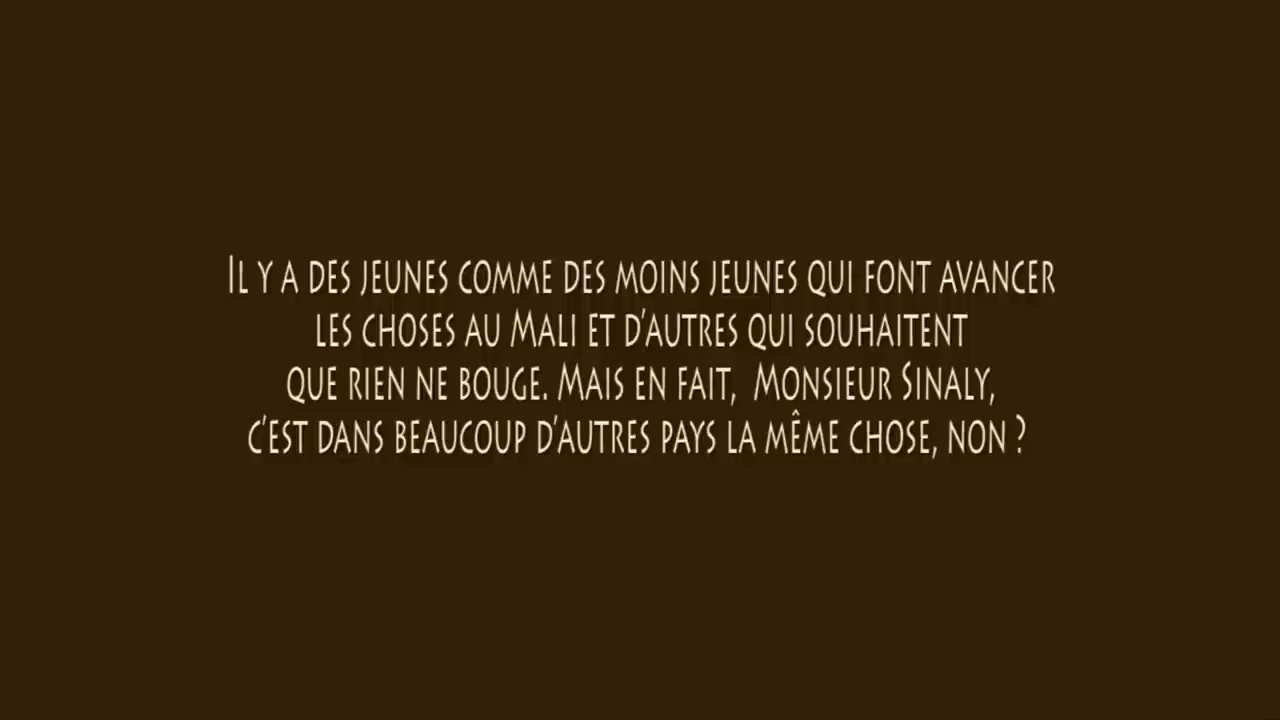 Il y a des jeunes comme des moins jeunes qui font avancer
les choses au Mali et d'autres qui souhaitent
que rien ne bouge. Mais en fait,  Monsieur Sinaly,
c'est dans beaucoup d'autres pays la même chose, non ?